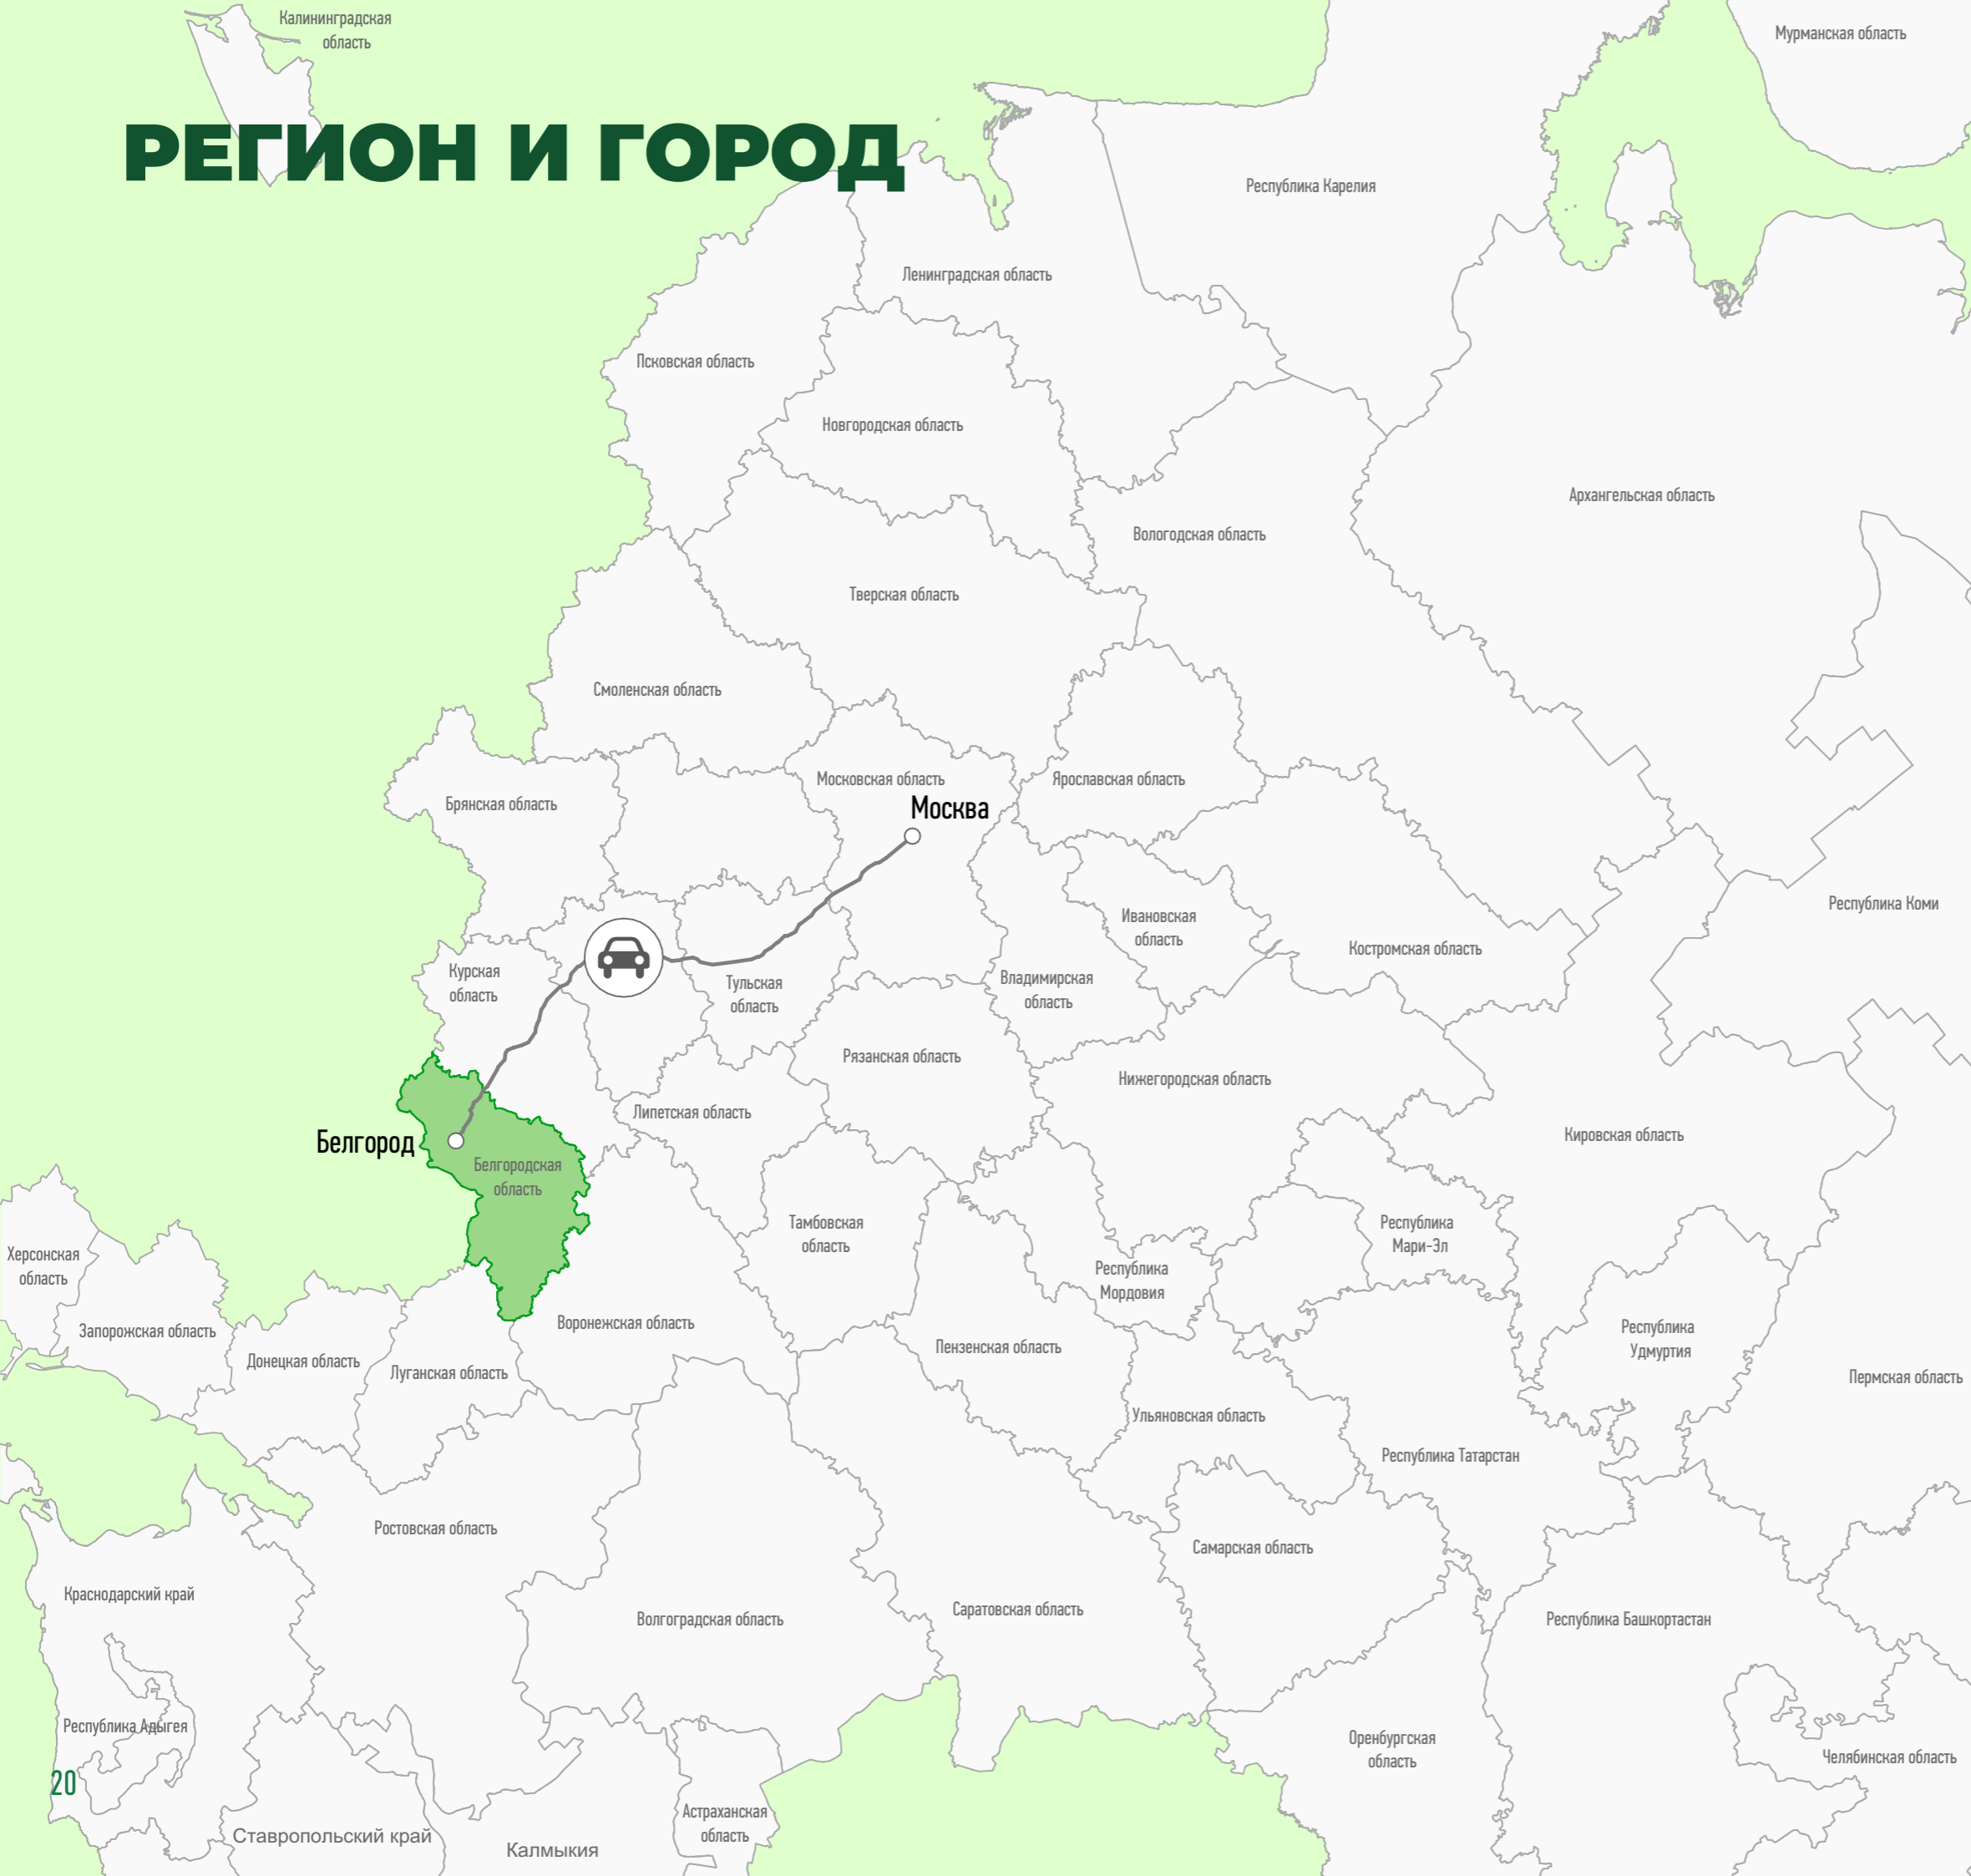 Калининградская
область
Мурманская область
РЕГИОН И ГОРОД
Республика Карелия
Ленинградская область
Псковская область
Новгородская область
Архангельская область
Вологодская область
Тверская область
Смоленская область
Московская область
Ярославская область
Брянская область
Москва
Республика Коми
Ивановская
область
Костромская область
Курская
область
Тульская
область
Владимирская
область
Рязанская область
Нижегородская область
Липетская область
Кировская область
Белгород
Белгородская
область
Тамбовская
область
Республика
Мари-Эл
Херсонская
область
Республика
Мордовия
Запорожская область
Воронежская область
Республика
Удмуртия
Пензенская область
Донецкая область
Луганская область
Пермская область
Ульяновская область
Республика Татарстан
Ростовская область
Самарская область
Краснодарский край
Саратовская область
Волгоградская область
Республика Башкортастан
Республика Адыгея
Оренбургская
область
Челябинская область
20
Астраханская
область
Ставропольский край
Калмыкия